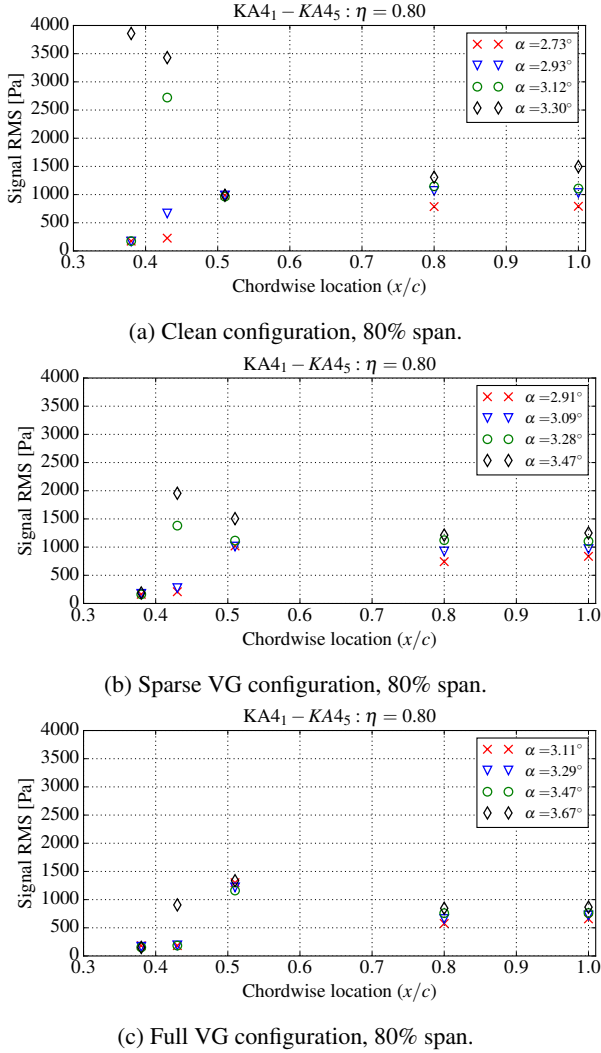 KA4₁ − KA4₅ : η = 0.80
4000
3500
3000
2500
2000
1500
1000
500
0
Signal RMS [Pa]
α =2.73°
α =2.93°
α =3.12°
α =3.30°
0.3 0.4 0.5 0.6 0.7 0.8 0.9 1.0
Chordwise location (x/c)
(a) Clean configuration, 80% span.
KA4₁ − KA4₅ : η = 0.80
4000
3500
3000
2500
2000
1500
1000
500
0
Signal RMS [Pa]
α =2.91°
α =3.09°
α =3.28°
α =3.47°
0.3 0.4 0.5 0.6 0.7 0.8 0.9 1.0
Chordwise location (x/c)
(b) Sparse VG configuration, 80% span.
KA4₁ − KA4₅ : η = 0.80
4000
3500
3000
2500
2000
1500
1000
500
0
Signal RMS [Pa]
α =3.11°
α =3.29°
α =3.47°
α =3.67°
0.3 0.4 0.5 0.6 0.7 0.8 0.9 1.0
Chordwise location (x/c)
(c) Full VG configuration, 80% span.